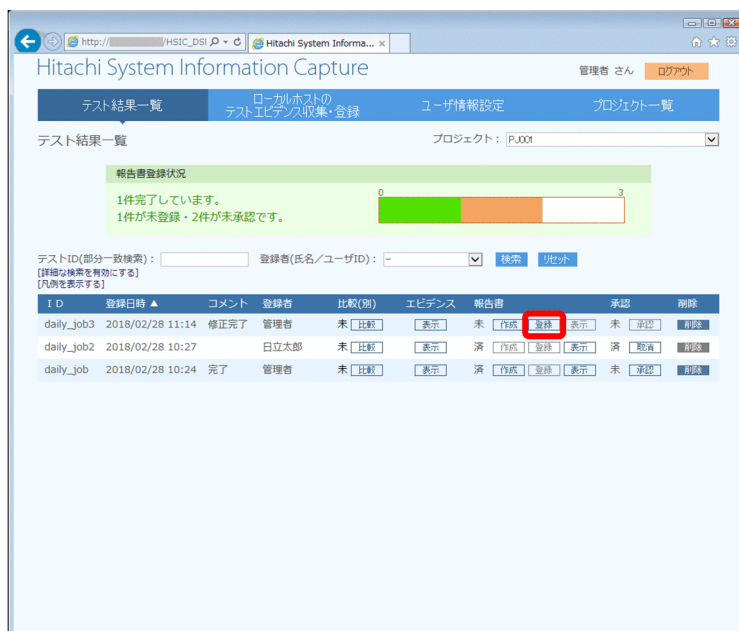 http:// /HSIC_DSI
Hitachi System Informa...
Hitachi System Information Capture
管理者 さん
ログアウト
テスト結果一覧
ローカルホストの
テストエビデンス収集・登録
ユーザ情報設定
プロジェクト一覧
テスト結果一覧
プロジェクト: PJ001
報告書登録状況
1件完了しています。
1件が未登録・2件が未承認です。
0 3
テストID(部分一致検索):
登録者(氏名/ユーザID): -
検索 リセット
[詳細な検索を有効にする]
[凡例を表示する]
ID 登録日時▲ コメント 登録者 比較(別) エビデンス 報告書 承認 削除
daily_job3 2018/02/28 11:14 修正完了 管理者 未 比較 表示 未 作成 登録 表示 未 承認 削除
daily_job2 2018/02/28 10:27 日立太郎 未 比較 表示 済 作成 登録 表示 済 取消 削除
daily_job 2018/02/28 10:24 完了 管理者 未 比較 表示 済 作成 登録 表示 未 承認 削除